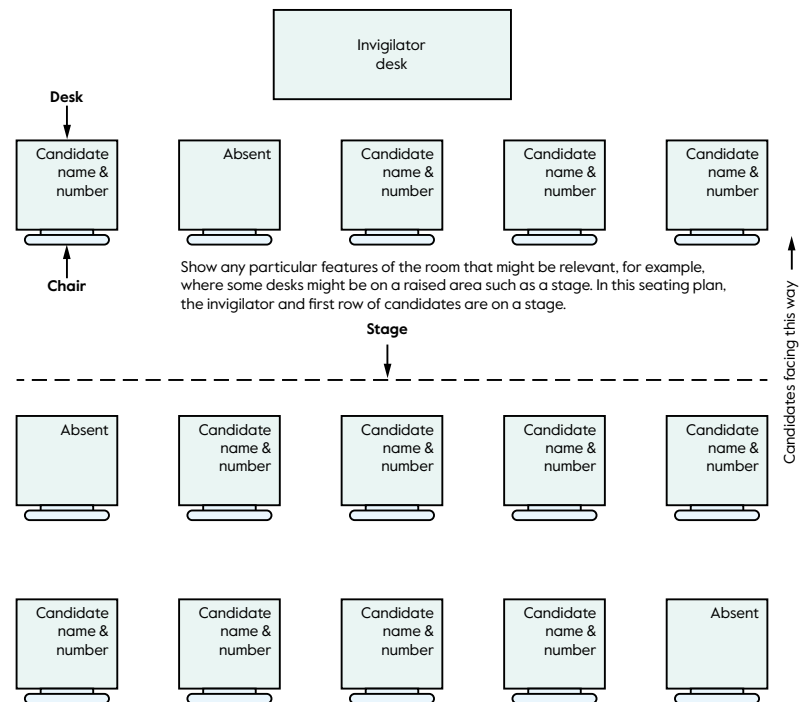 Invigilator
desk
Desk
Candidate
name &
number
Absent
Candidate
name &
number
Candidate
name &
number
Candidate
name &
number
Chair
Show any particular features of the room that might be relevant, for example,
where some desks might be on a raised area such as a stage. In this seating plan,
the invigilator and first row of candidates are on a stage.
Stage
Candidates facing this way
Absent
Candidate
name &
number
Candidate
name &
number
Candidate
name &
number
Candidate
name &
number
Candidate
name &
number
Candidate
name &
number
Candidate
name &
number
Candidate
name &
number
Absent